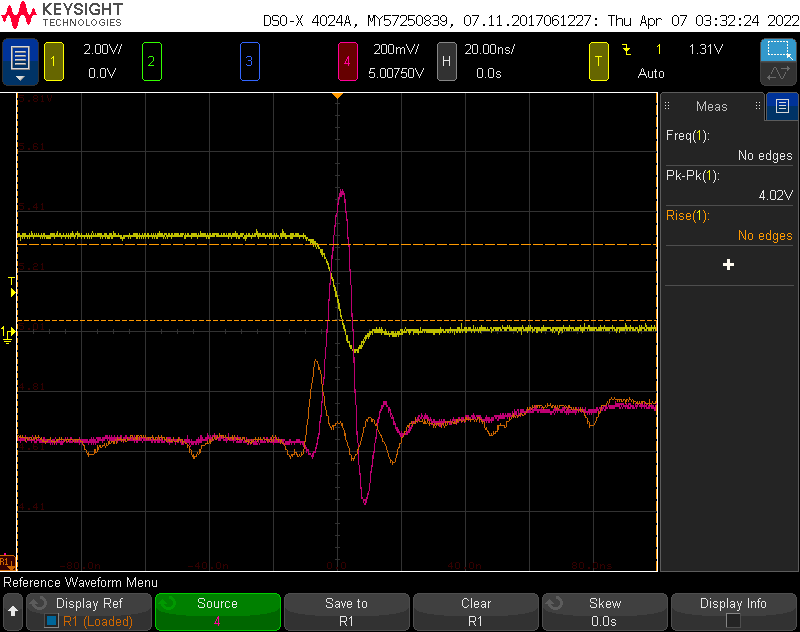 KEYSIGHT
TECHNOLOGIES
DSO-X 4024A, MY57250839, 07.11.2017061227: Thu Apr 07 03:32:24 2022
1 2.00V/ 2 3 4 200mV/ H 20.00ns/ T 1 1.31V
0.0V 5.00750V 0.0s Auto
Meas
Freq(1):
No edges
Pk-Pk(1):
4.02V
Rise(1):
No edges
T
1
R1
Reference Waveform Menu
Display Ref Source Save to Clear Skew Display Info
R1 (Loaded) 4 R1 R1 0.0s